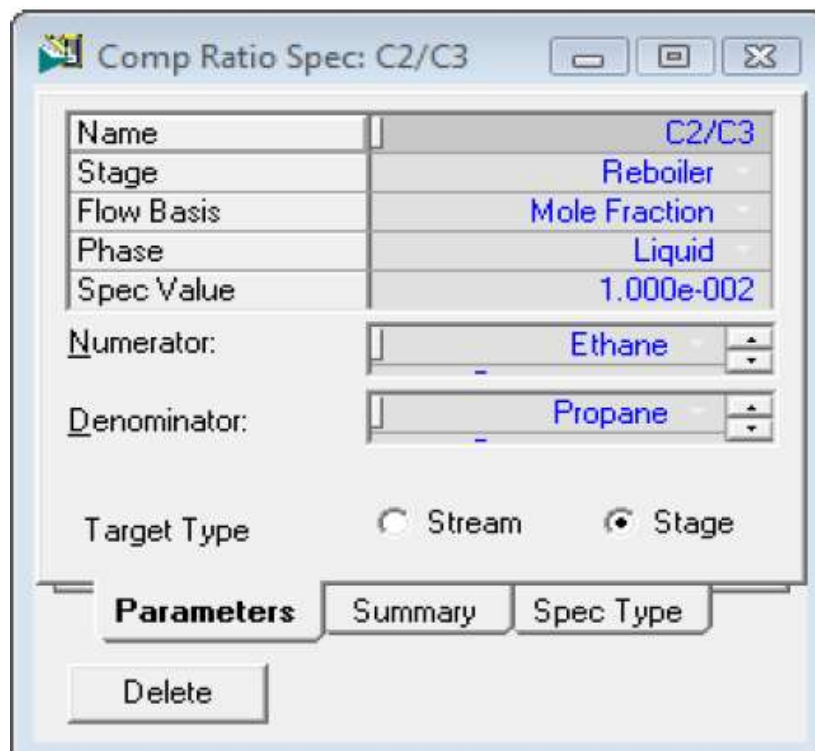 Comp Ratio Spec: C2/C3
Name C2/C3
Stage Reboiler
Flow Basis Mole Fraction
Phase Liquid
Spec Value 1.000e-002
Numerator: Ethane
Denominator: Propane
Target Type Stream Stage
Parameters Summary Spec Type
Delete